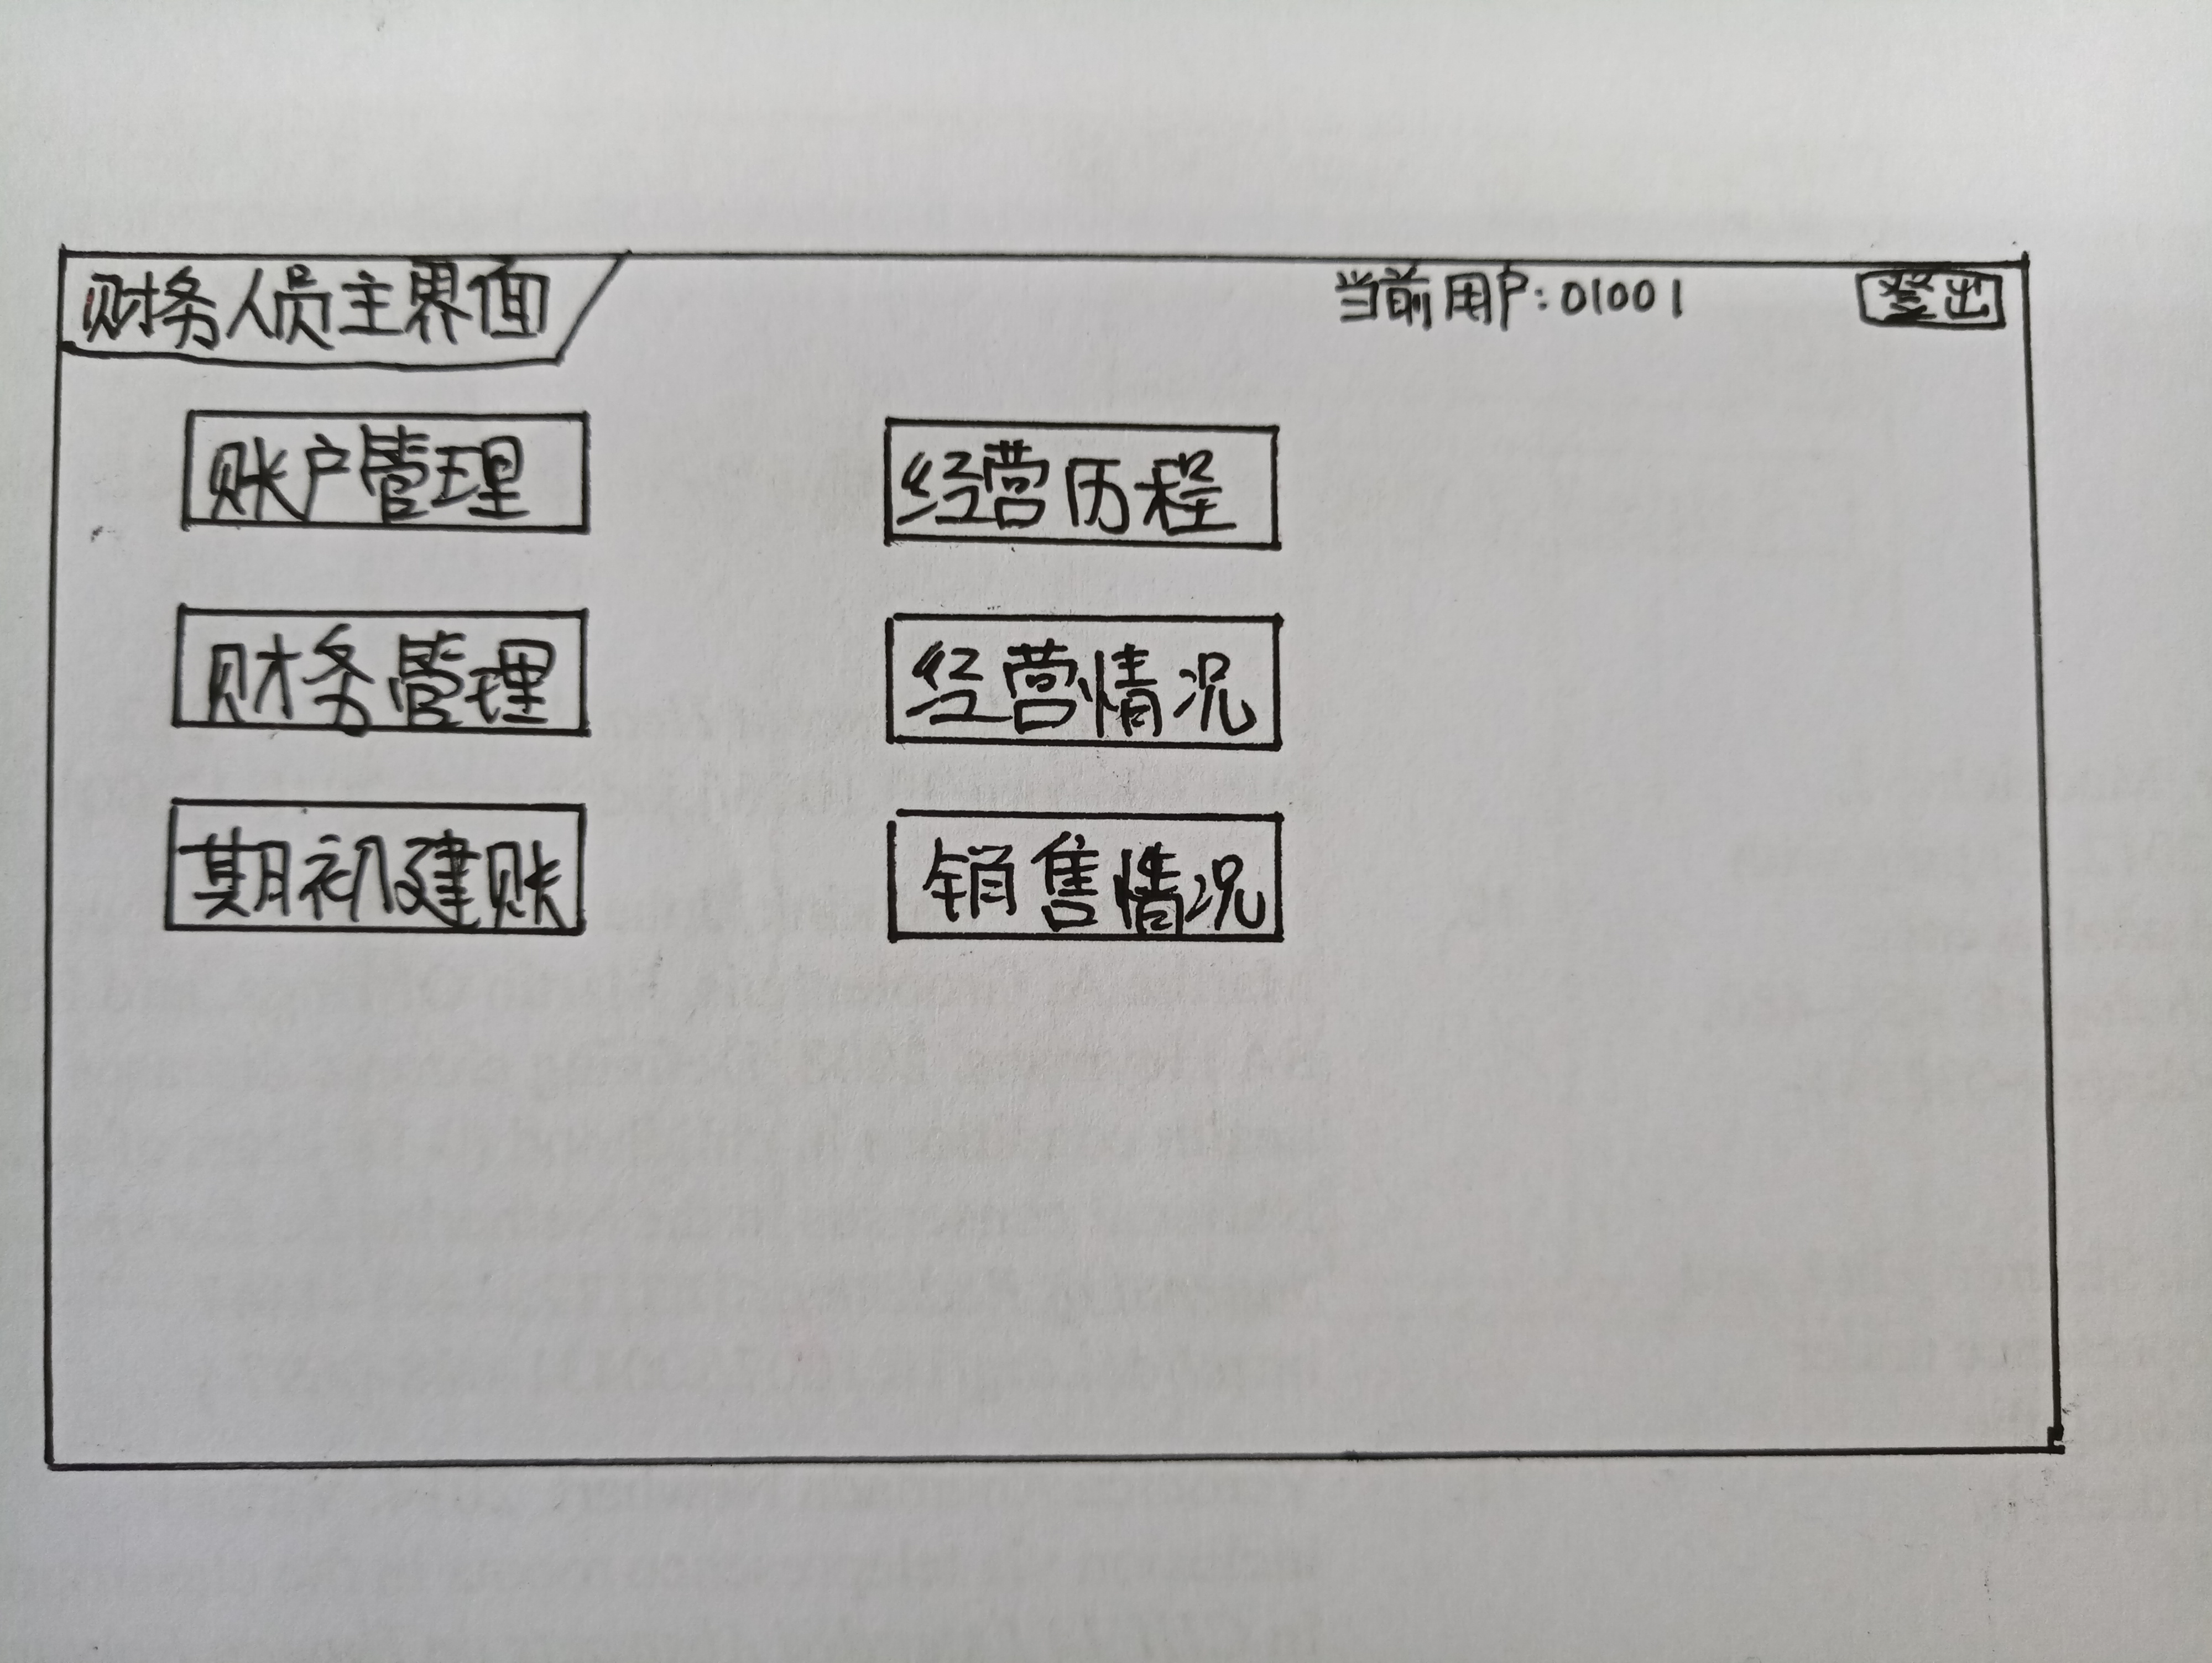 财务人员主界面 当前用户:01001 登出
账户管理 经营历程
财务管理 经营情况
期初建账 销售情况